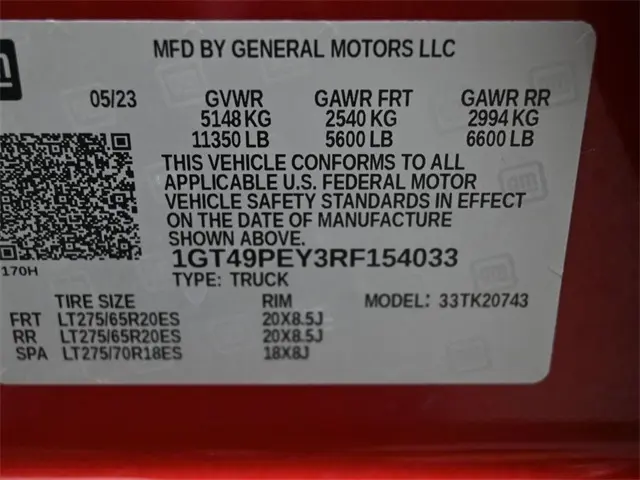 gm
MFD BY GENERAL MOTORS LLC
05/23 GVWR GAWR FRT GAWR RR
5148 KG 2540 KG 2994 KG
11350 LB 5600 LB 6600 LB
THIS VEHICLE CONFORMS TO ALL
APPLICABLE U.S. FEDERAL MOTOR
VEHICLE SAFETY STANDARDS IN EFFECT
ON THE DATE OF MANUFACTURE
SHOWN ABOVE.
170H
1GT49PEY3RF154033
TYPE: TRUCK
TIRE SIZE RIM MODEL: 33TK20743
FRT LT275/65R20ES 20X8.5J
RR LT275/65R20ES 20X8.5J
SPA LT275/70R18ES 18X8J